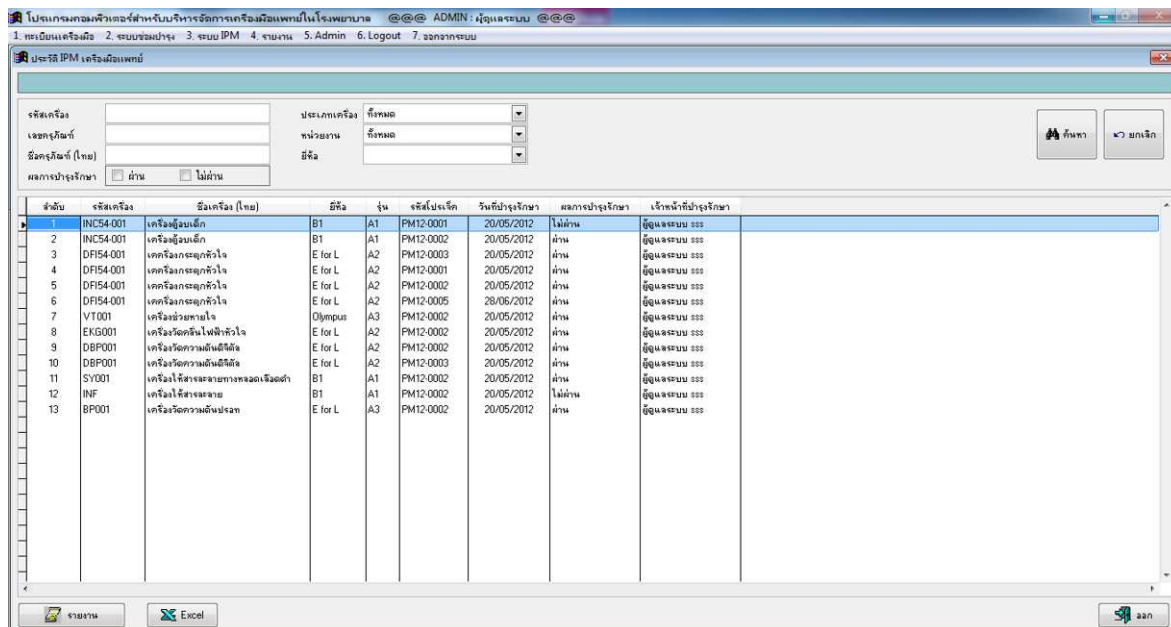 โปรแกรมคอมพิวเตอร์สำหรับบริหารจัดการเครื่องมือแพทย์ในโรงพยาบาล @@@ ADMIN : ผู้ดูแลระบบ @@@
1. ทะเบียนเครื่องมือ 2. ระบบซ่อมบำรุง 3. ระบบ IPM 4. รายงาน 5. Admin 6. Logout 7. ออกจากระบบ
ประวัติ IPM เครื่องมือแพทย์
รหัสเครื่อง ประเภทเครื่อง ทั้งหมด
เลขครุภัณฑ์ หน่วยงาน ทั้งหมด ค้นหา ยกเลิก
ชื่อครุภัณฑ์ (ไทย) ยี่ห้อ
ผลการบำรุงรักษา ผ่าน ไม่ผ่าน
ลำดับ รหัสเครื่อง ชื่อเครื่อง (ไทย) ยี่ห้อ รุ่น รหัสโปรเจ็ค วันที่บำรุงรักษา ผลการบำรุงรักษา เจ้าหน้าที่บำรุงรักษา
1 INC54-001 เครื่องตู้อบเด็ก B1 A1 PM12-0001 20/05/2012 ไม่ผ่าน ผู้ดูแลระบบ sss
2 INC54-001 เครื่องตู้อบเด็ก B1 A1 PM12-0002 20/05/2012 ผ่าน ผู้ดูแลระบบ sss
3 DFI54-001 เคครื่องกระตุกหัวใจ E for L A2 PM12-0003 20/05/2012 ผ่าน ผู้ดูแลระบบ sss
4 DFI54-001 เคครื่องกระตุกหัวใจ E for L A2 PM12-0001 20/05/2012 ผ่าน ผู้ดูแลระบบ sss
5 DFI54-001 เคครื่องกระตุกหัวใจ E for L A2 PM12-0002 20/05/2012 ผ่าน ผู้ดูแลระบบ sss
6 DFI54-001 เคครื่องกระตุกหัวใจ E for L A2 PM12-0005 28/06/2012 ผ่าน ผู้ดูแลระบบ sss
7 VT001 เครื่องช่วยหายใจ Olympus A3 PM12-0002 20/05/2012 ผ่าน ผู้ดูแลระบบ sss
8 EKG001 เครื่องวัดคลื่นไฟฟ้าหัวใจ E for L A2 PM12-0002 20/05/2012 ผ่าน ผู้ดูแลระบบ sss
9 DBP001 เครื่องวัดความดันดิจิตัล E for L A2 PM12-0002 20/05/2012 ผ่าน ผู้ดูแลระบบ sss
10 DBP001 เครื่องวัดความดันดิจิตัล E for L A2 PM12-0003 20/05/2012 ผ่าน ผู้ดูแลระบบ sss
11 SY001 เครื่องให้สารละลายทางหลอดเลือดดำ B1 A1 PM12-0002 20/05/2012 ผ่าน ผู้ดูแลระบบ sss
12 INF เครื่องให้สารละลาย B1 A1 PM12-0002 20/05/2012 ไม่ผ่าน ผู้ดูแลระบบ sss
13 BP001 เครื่องวัดความดันปรอท E for L A3 PM12-0002 20/05/2012 ผ่าน ผู้ดูแลระบบ sss
รายงาน Excel ออก